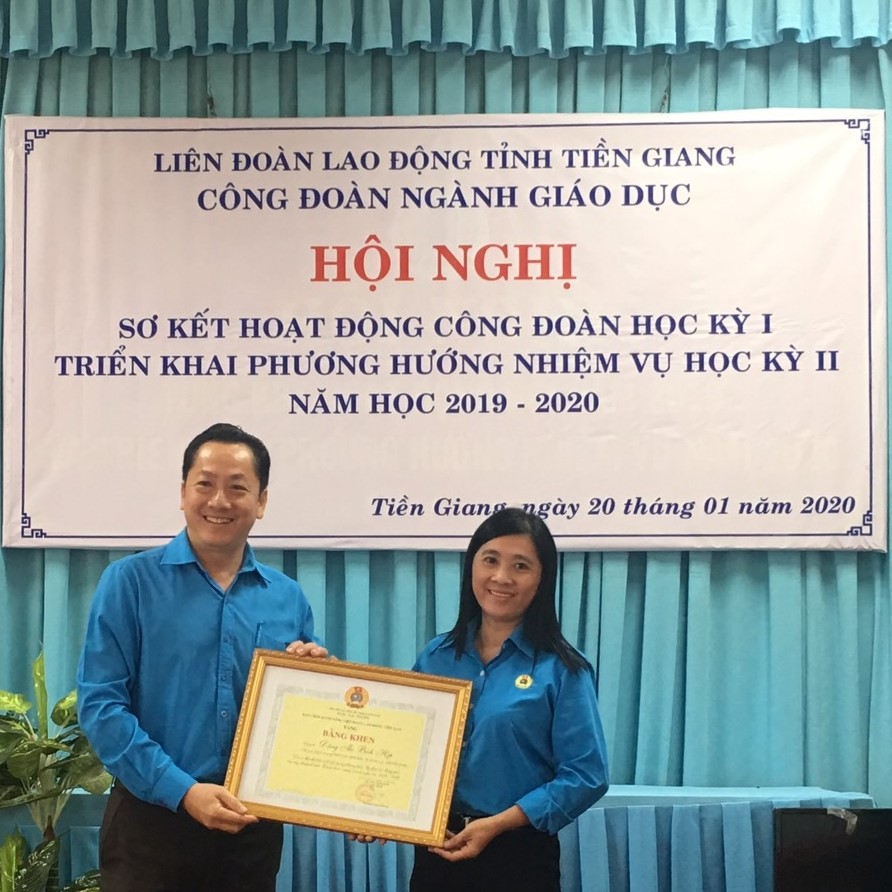 LIÊN ĐOÀN LAO ĐỘNG TỈNH TIỀN GIANG
CÔNG ĐOÀN NGÀNH GIÁO DỤC
HỘI NGHỊ
SƠ KẾT HOẠT ĐỘNG CÔNG ĐOÀN HỌC KỲ I
TRIỂN KHAI PHƯƠNG HƯỚNG NHIỆM VỤ HỌC KỲ II
NĂM HỌC 2019 - 2020
Tiền Giang, ngày 20 tháng 01 năm 2020
TẶNG
BẰNG KHEN